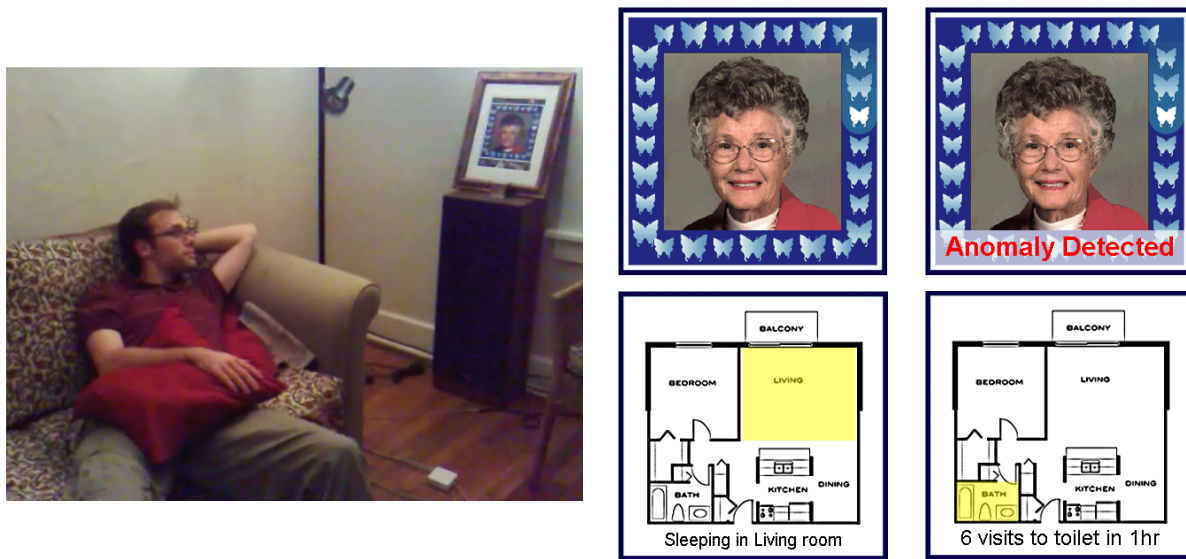 Anomaly Detected
BALCONY
BEDROOM
LIVING
BATH
KITCHEN
DINING
Sleeping in Living room
BALCONY
BEDROOM
LIVING
BATH
KITCHEN
DINING
6 visits to toilet in 1hr